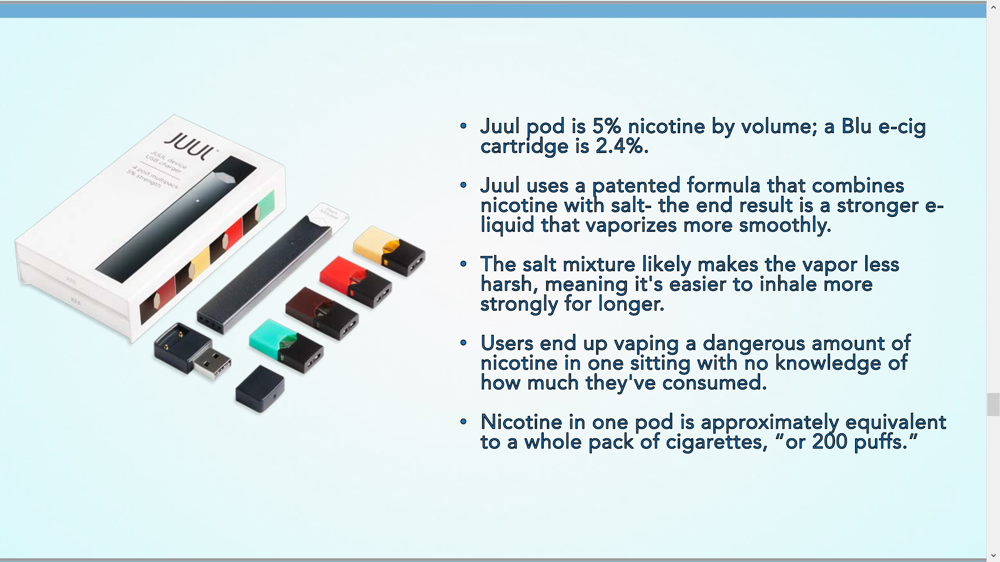 JUUL
JUUL device
USB charger
4 pod multipack
5% strength
• Juul pod is 5% nicotine by volume; a Blu e-cig
cartridge is 2.4%.
• Juul uses a patented formula that combines
nicotine with salt- the end result is a stronger e-
liquid that vaporizes more smoothly.
• The salt mixture likely makes the vapor less
harsh, meaning it's easier to inhale more
strongly for longer.
• Users end up vaping a dangerous amount of
nicotine in one sitting with no knowledge of
how much they've consumed.
• Nicotine in one pod is approximately equivalent
to a whole pack of cigarettes, “or 200 puffs.”